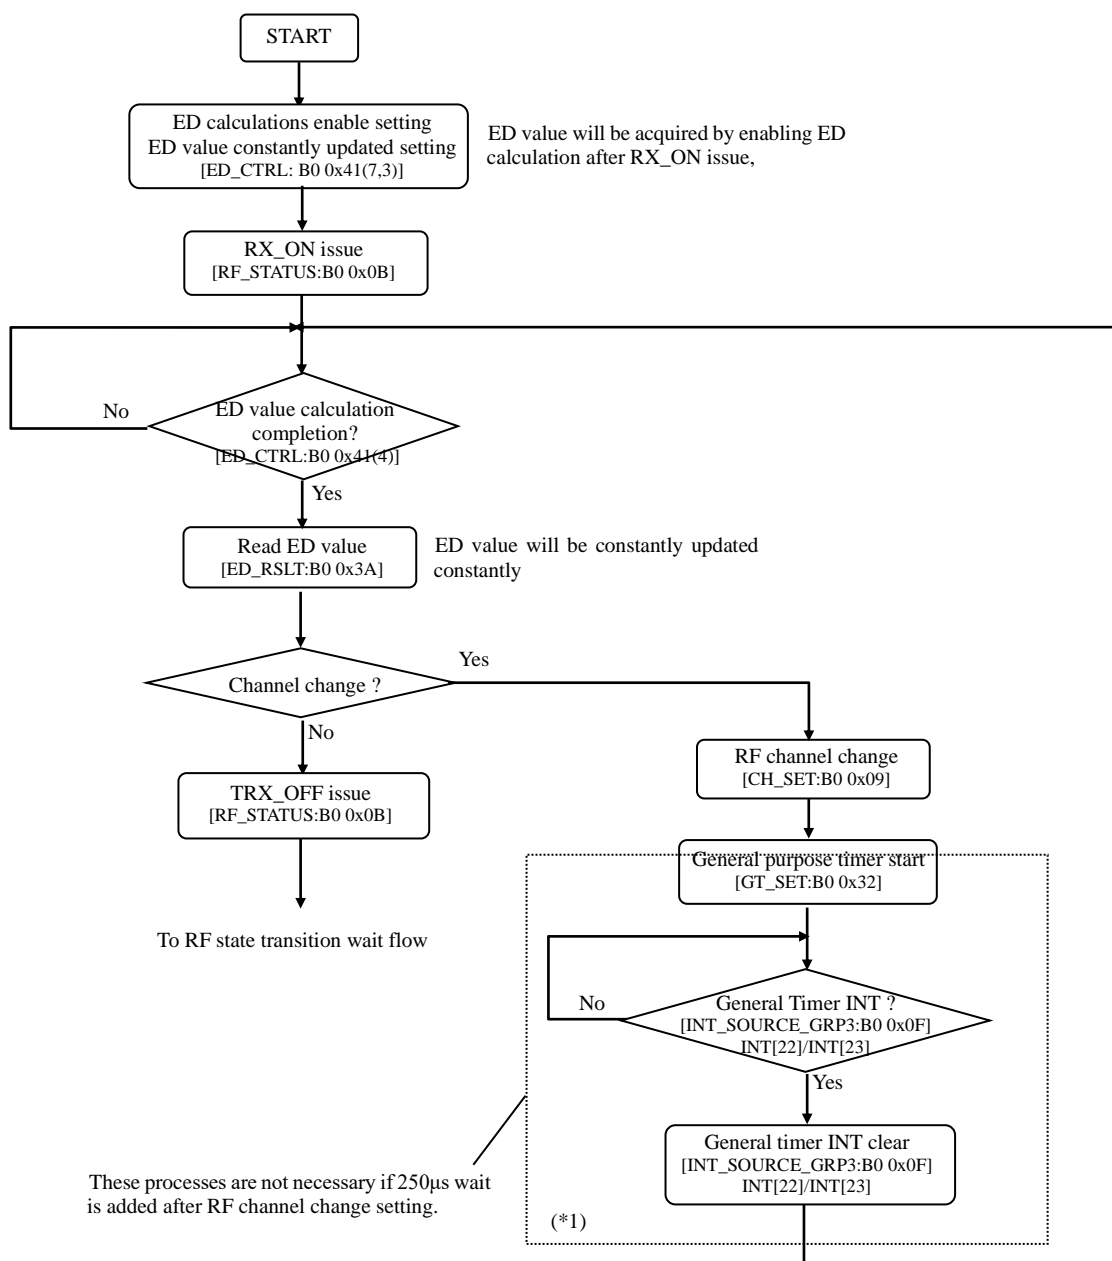 START
ED calculations enable setting
ED value constantly updated setting
[ED_CTRL: B0 0x41(7,3)]
ED value will be acquired by enabling ED
calculation after RX_ON issue,
RX_ON issue
[RF_STATUS:B0 0x0B]
No
ED value calculation
completion?
[ED_CTRL:B0 0x41(4)]
Yes
Read ED value
[ED_RSLT:B0 0x3A]
ED value will be constantly updated
constantly
Channel change ?
Yes
No
TRX_OFF issue
[RF_STATUS:B0 0x0B]
To RF state transition wait flow
RF channel change
[CH_SET:B0 0x09]
General purpose timer start
[GT_SET:B0 0x32]
No
General Timer INT ?
[INT_SOURCE_GRP3:B0 0x0F]
INT[22]/INT[23]
Yes
General timer INT clear
[INT_SOURCE_GRP3:B0 0x0F]
INT[22]/INT[23]
(*1)
These processes are not necessary if 250μs wait
is added after RF channel change setting.